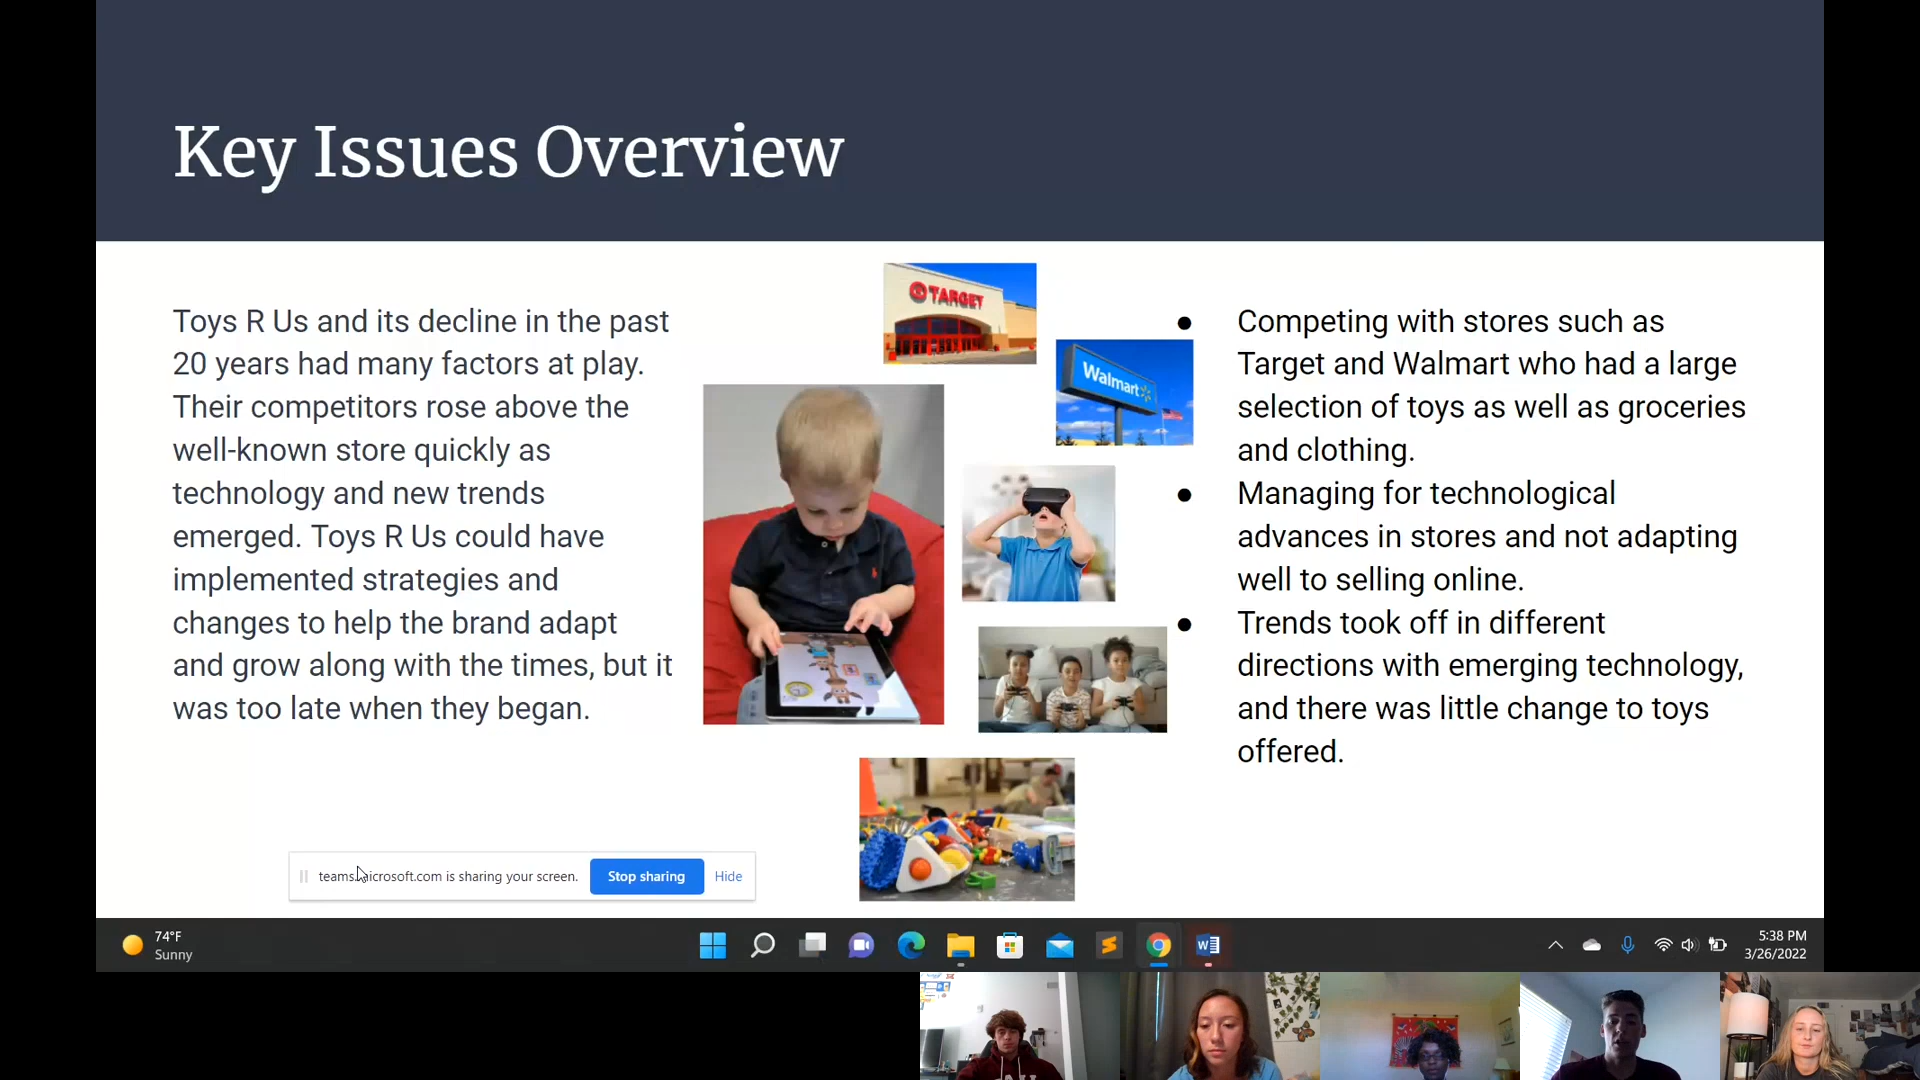 Key Issues Overview
Toys R Us and its decline in the past
20 years had many factors at play.
Their competitors rose above the
well-known store quickly as
technology and new trends
emerged. Toys R Us could have
implemented strategies and
changes to help the brand adapt
and grow along with the times, but it
was too late when they began.
TARGET
Walmart
● Competing with stores such as
Target and Walmart who had a large
selection of toys as well as groceries
and clothing.
● Managing for technological
advances in stores and not adapting
well to selling online.
● Trends took off in different
directions with emerging technology,
and there was little change to toys
offered.
teams.microsoft.com is sharing your screen.
Stop sharing
Hide
74°F
Sunny
5:38 PM
3/26/2022